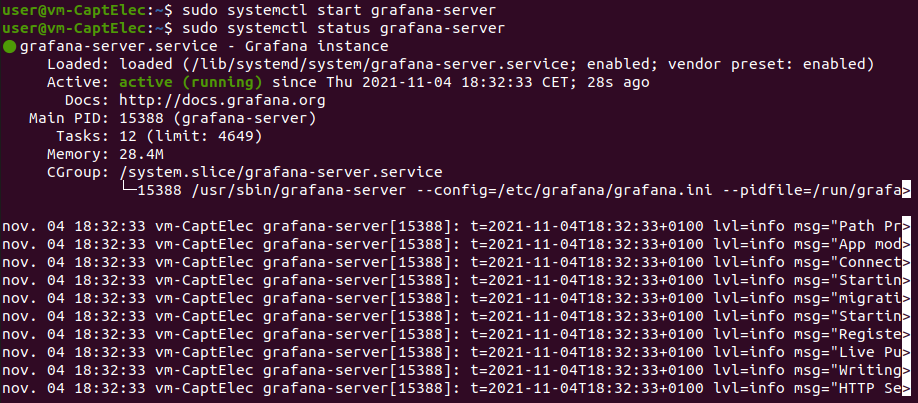 user@vm-CaptElec:~$ sudo systemctl start grafana-server
user@vm-CaptElec:~$ sudo systemctl status grafana-server
● grafana-server.service - Grafana instance
     Loaded: loaded (/lib/systemd/system/grafana-server.service; enabled; vendor preset: enabled)
     Active: active (running) since Thu 2021-11-04 18:32:33 CET; 28s ago
       Docs: http://docs.grafana.org
   Main PID: 15388 (grafana-server)
      Tasks: 12 (limit: 4649)
     Memory: 28.4M
     CGroup: /system.slice/grafana-server.service
             └─15388 /usr/sbin/grafana-server --config=/etc/grafana/grafana.ini --pidfile=/run/grafa>
nov. 04 18:32:33 vm-CaptElec grafana-server[15388]: t=2021-11-04T18:32:33+0100 lvl=info msg="Path Pr>
nov. 04 18:32:33 vm-CaptElec grafana-server[15388]: t=2021-11-04T18:32:33+0100 lvl=info msg="App mod>
nov. 04 18:32:33 vm-CaptElec grafana-server[15388]: t=2021-11-04T18:32:33+0100 lvl=info msg="Connect>
nov. 04 18:32:33 vm-CaptElec grafana-server[15388]: t=2021-11-04T18:32:33+0100 lvl=info msg="Startin>
nov. 04 18:32:33 vm-CaptElec grafana-server[15388]: t=2021-11-04T18:32:33+0100 lvl=info msg="migrati>
nov. 04 18:32:33 vm-CaptElec grafana-server[15388]: t=2021-11-04T18:32:33+0100 lvl=info msg="Startin>
nov. 04 18:32:33 vm-CaptElec grafana-server[15388]: t=2021-11-04T18:32:33+0100 lvl=info msg="Registe>
nov. 04 18:32:33 vm-CaptElec grafana-server[15388]: t=2021-11-04T18:32:33+0100 lvl=info msg="Live Pu>
nov. 04 18:32:33 vm-CaptElec grafana-server[15388]: t=2021-11-04T18:32:33+0100 lvl=info msg="Writing>
nov. 04 18:32:33 vm-CaptElec grafana-server[15388]: t=2021-11-04T18:32:33+0100 lvl=info msg="HTTP Se>